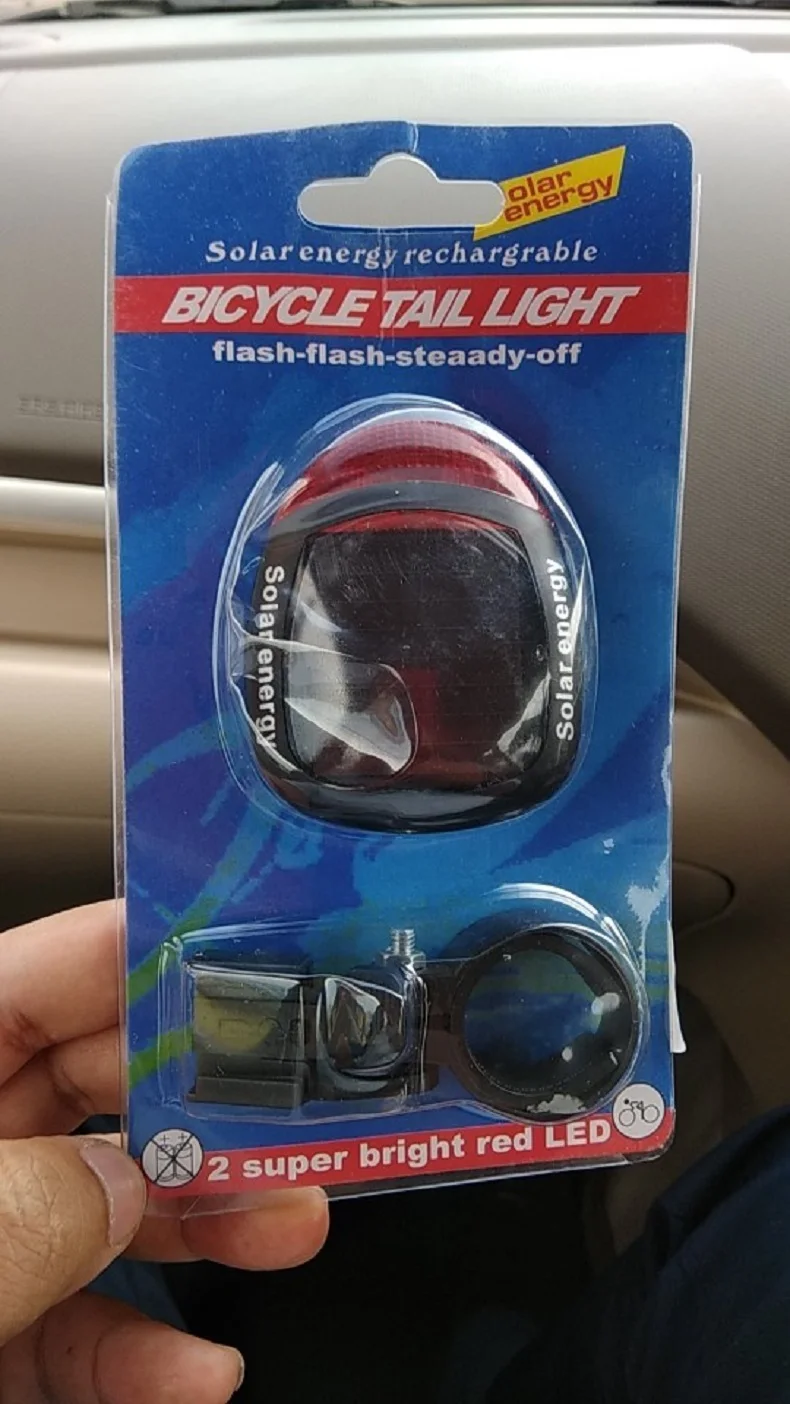 olar
energy
Solar energy rechargrable
BICYCLE TAIL LIGHT
flash-flash-steaady-off
Solar energy
Solar energy
2 super bright red LED